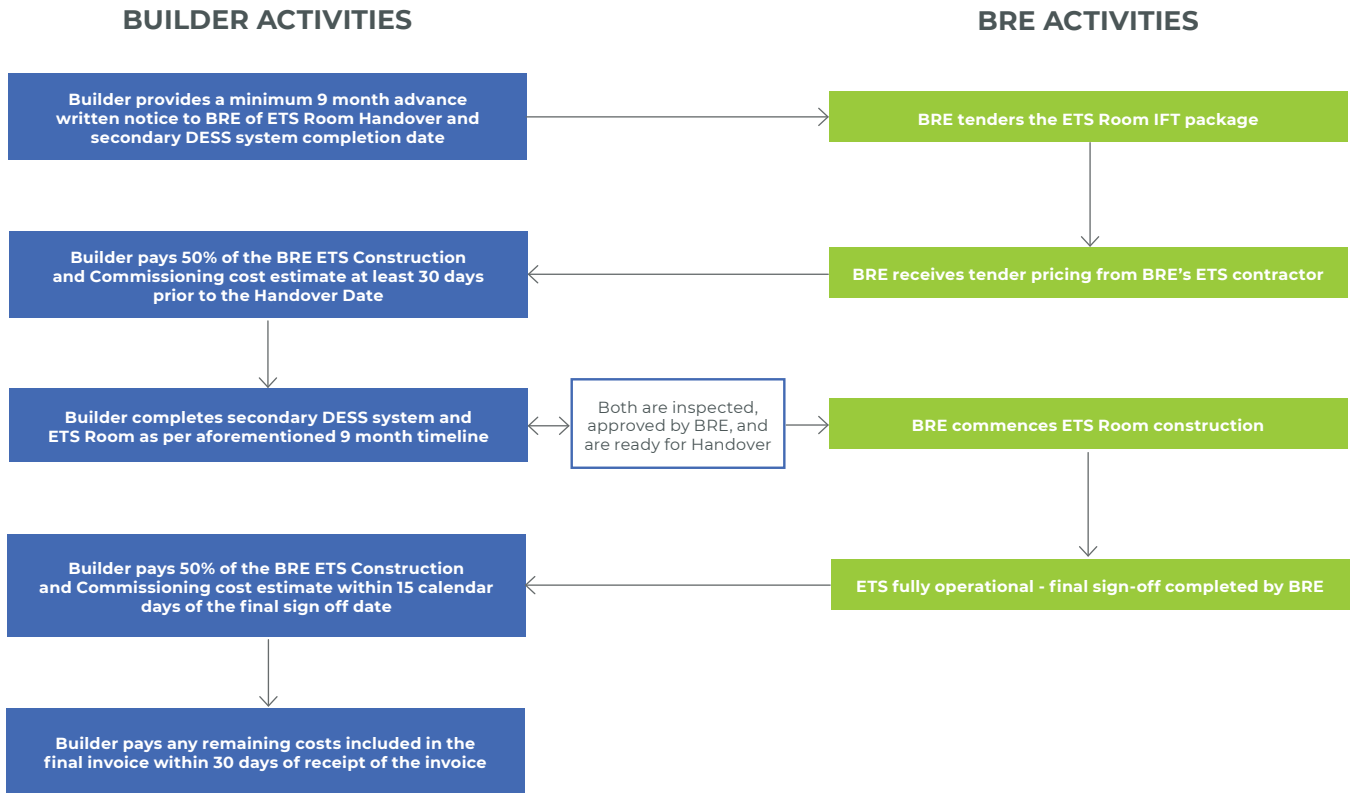 BUILDER ACTIVITIES
BRE ACTIVITIES
Builder provides a minimum 9 month advance
written notice to BRE of ETS Room Handover and
secondary DESS system completion date
BRE tenders the ETS Room IFT package
Builder pays 50% of the BRE ETS Construction
and Commissioning cost estimate at least 30 days
prior to the Handover Date
BRE receives tender pricing from BRE’s ETS contractor
Builder completes secondary DESS system and
ETS Room as per aforementioned 9 month timeline
Both are inspected,
approved by BRE, and
are ready for Handover
BRE commences ETS Room construction
Builder pays 50% of the BRE ETS Construction
and Commissioning cost estimate within 15 calendar
days of the final sign off date
ETS fully operational - final sign-off completed by BRE
Builder pays any remaining costs included in the
final invoice within 30 days of receipt of the invoice